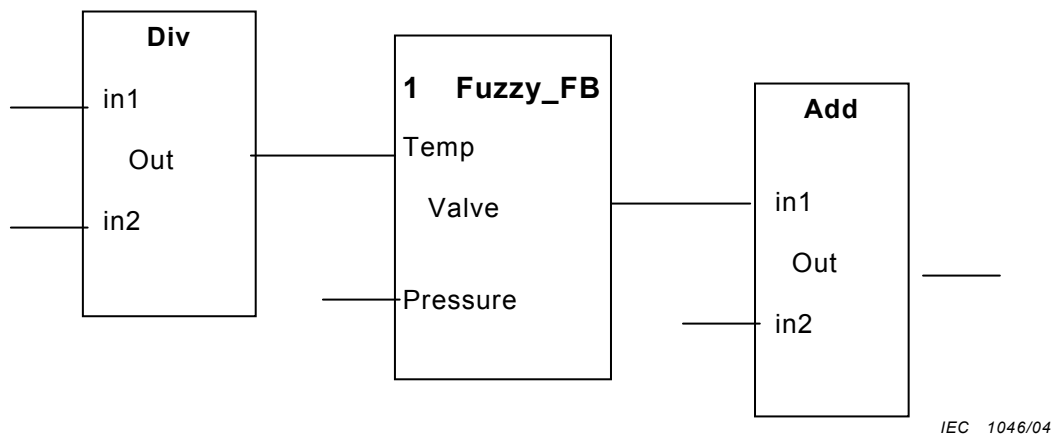 Div
in1
Out
in2
1 Fuzzy_FB
Temp
Valve
Pressure
Add
in1
Out
in2
IEC 1046/04